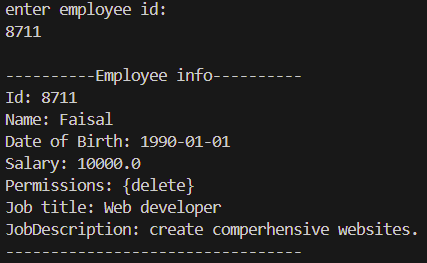 enter employee id:
8711
----------Employee info----------
Id: 8711
Name: Faisal
Date of Birth: 1990-01-01
Salary: 10000.0
Permissions: {delete}
Job title: Web developer
JobDescription: create comperhensive websites.
---------------------------------